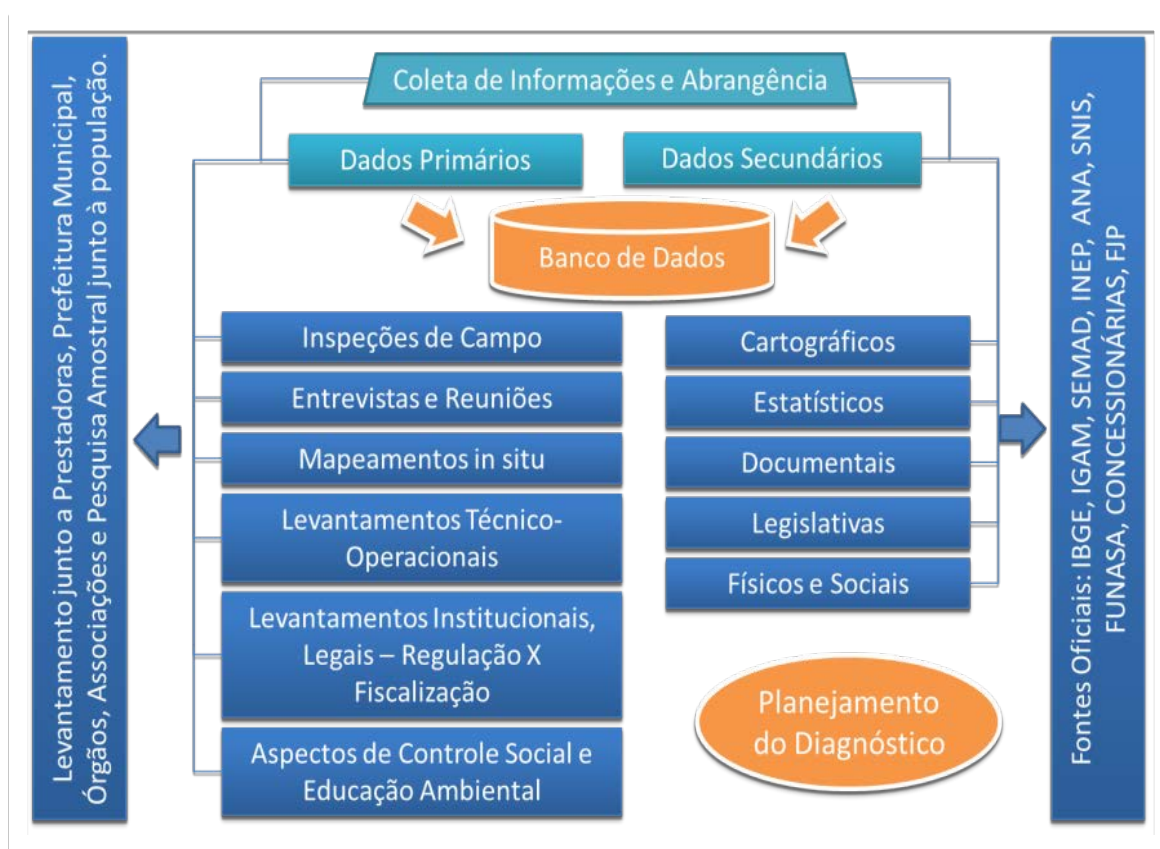 Coleta de Informações e Abrangência
Dados Primários
Dados Secundários
Banco de Dados
Levantamento junto a Prestadoras, Prefeitura Municipal,
Órgãos, Associações e Pesquisa Amostral junto à população.
Inspeções de Campo
Entrevistas e Reuniões
Mapeamentos in situ
Levantamentos Técnico-
Operacionais
Levantamentos Institucionais,
Legais – Regulação X
Fiscalização
Aspectos de Controle Social e
Educação Ambiental
Cartográficos
Estatísticos
Documentais
Legislativas
Físicos e Sociais
Planejamento
do Diagnóstico
Fontes Oficiais: IBGE, IGAM, SEMAD, INEP, ANA, SNIS,
FUNASA, CONCESSIONÁRIAS, FJP